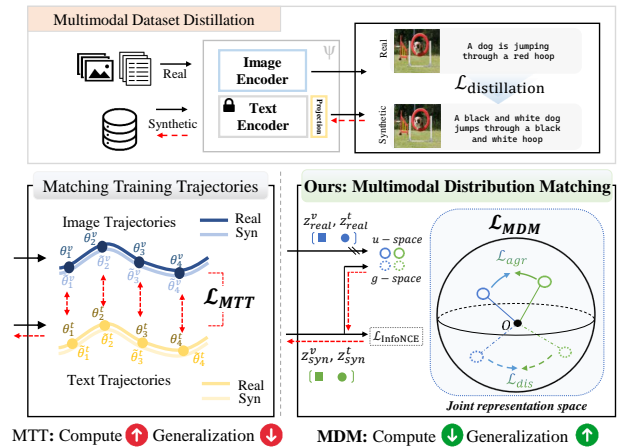 Multimodal Dataset Distillation
Real
Synthetic
Ψ
Image
Encoder
Text
Encoder
Projection
Real
A dog is jumping
through a red hoop
ℒdistillation
Synthetic
A black and white dog
jumps through a black
and white hoop
Matching Training Trajectories
Image Trajectories
Real
Syn
θ₁ᵛ θ₂ᵛ θ₃ᵛ θ₄ᵛ
θ̃₁ᵛ θ̃₂ᵛ θ̃₃ᵛ θ̃₄ᵛ
ℒMTT
θ₁ᵗ θ₂ᵗ θ₃ᵗ θ₄ᵗ
θ̃₁ᵗ θ̃₂ᵗ θ̃₃ᵗ θ̃₄ᵗ
Text Trajectories
Real
Syn
MTT: Compute Generalization
Ours: Multimodal Distribution Matching
zᵛreal, zᵗreal
u-space
g-space
ℒInfoNCE
zᵛsyn, zᵗsyn
ℒMDM
ℒagr
O
ℒdis
Joint representation space
MDM: Compute Generalization